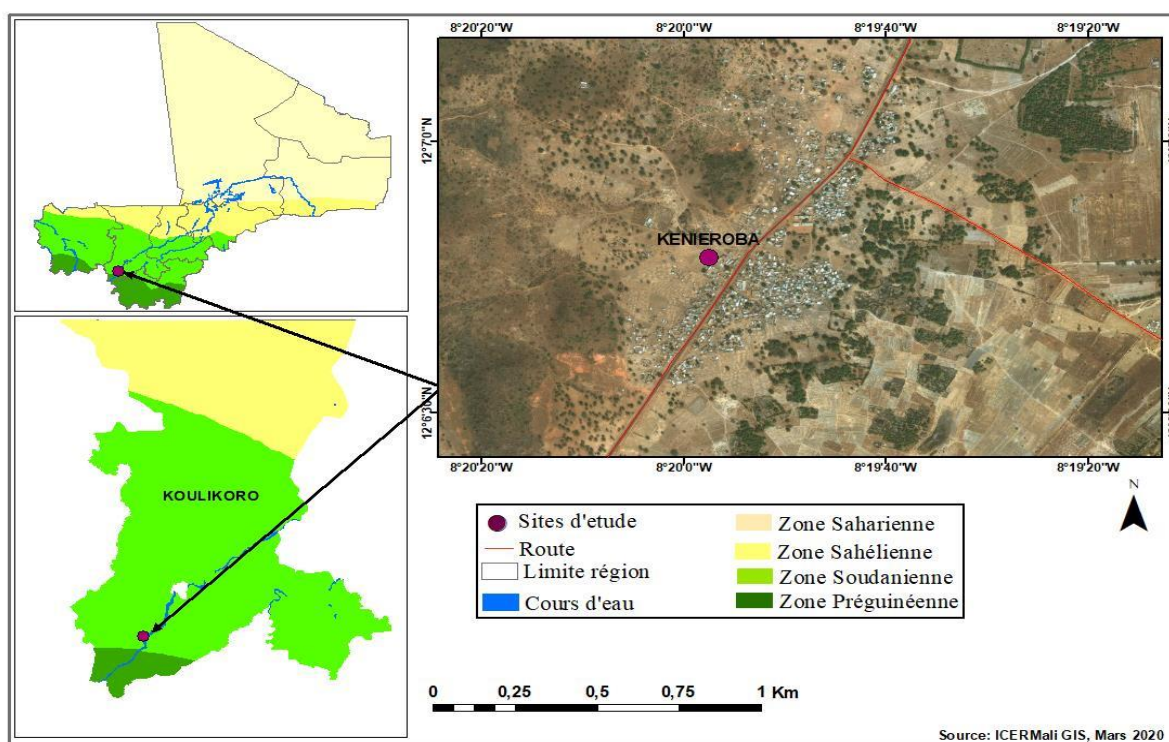 8°20'20"W 8°20'0"W 8°19'40"W 8°19'20"W
12°7'0"N
KENIEROBA
12°6'30"N
8°20'20"W 8°20'0"W 8°19'40"W 8°19'20"W
KOULIKORO
N
Sites d'etude
Route
Limite région
Cours d'eau
Zone Saharienne
Zone Sahélienne
Zone Soudanienne
Zone Préguinéenne
0 0,25 0,5 0,75 1 Km
Source: ICERMali GIS, Mars 2020